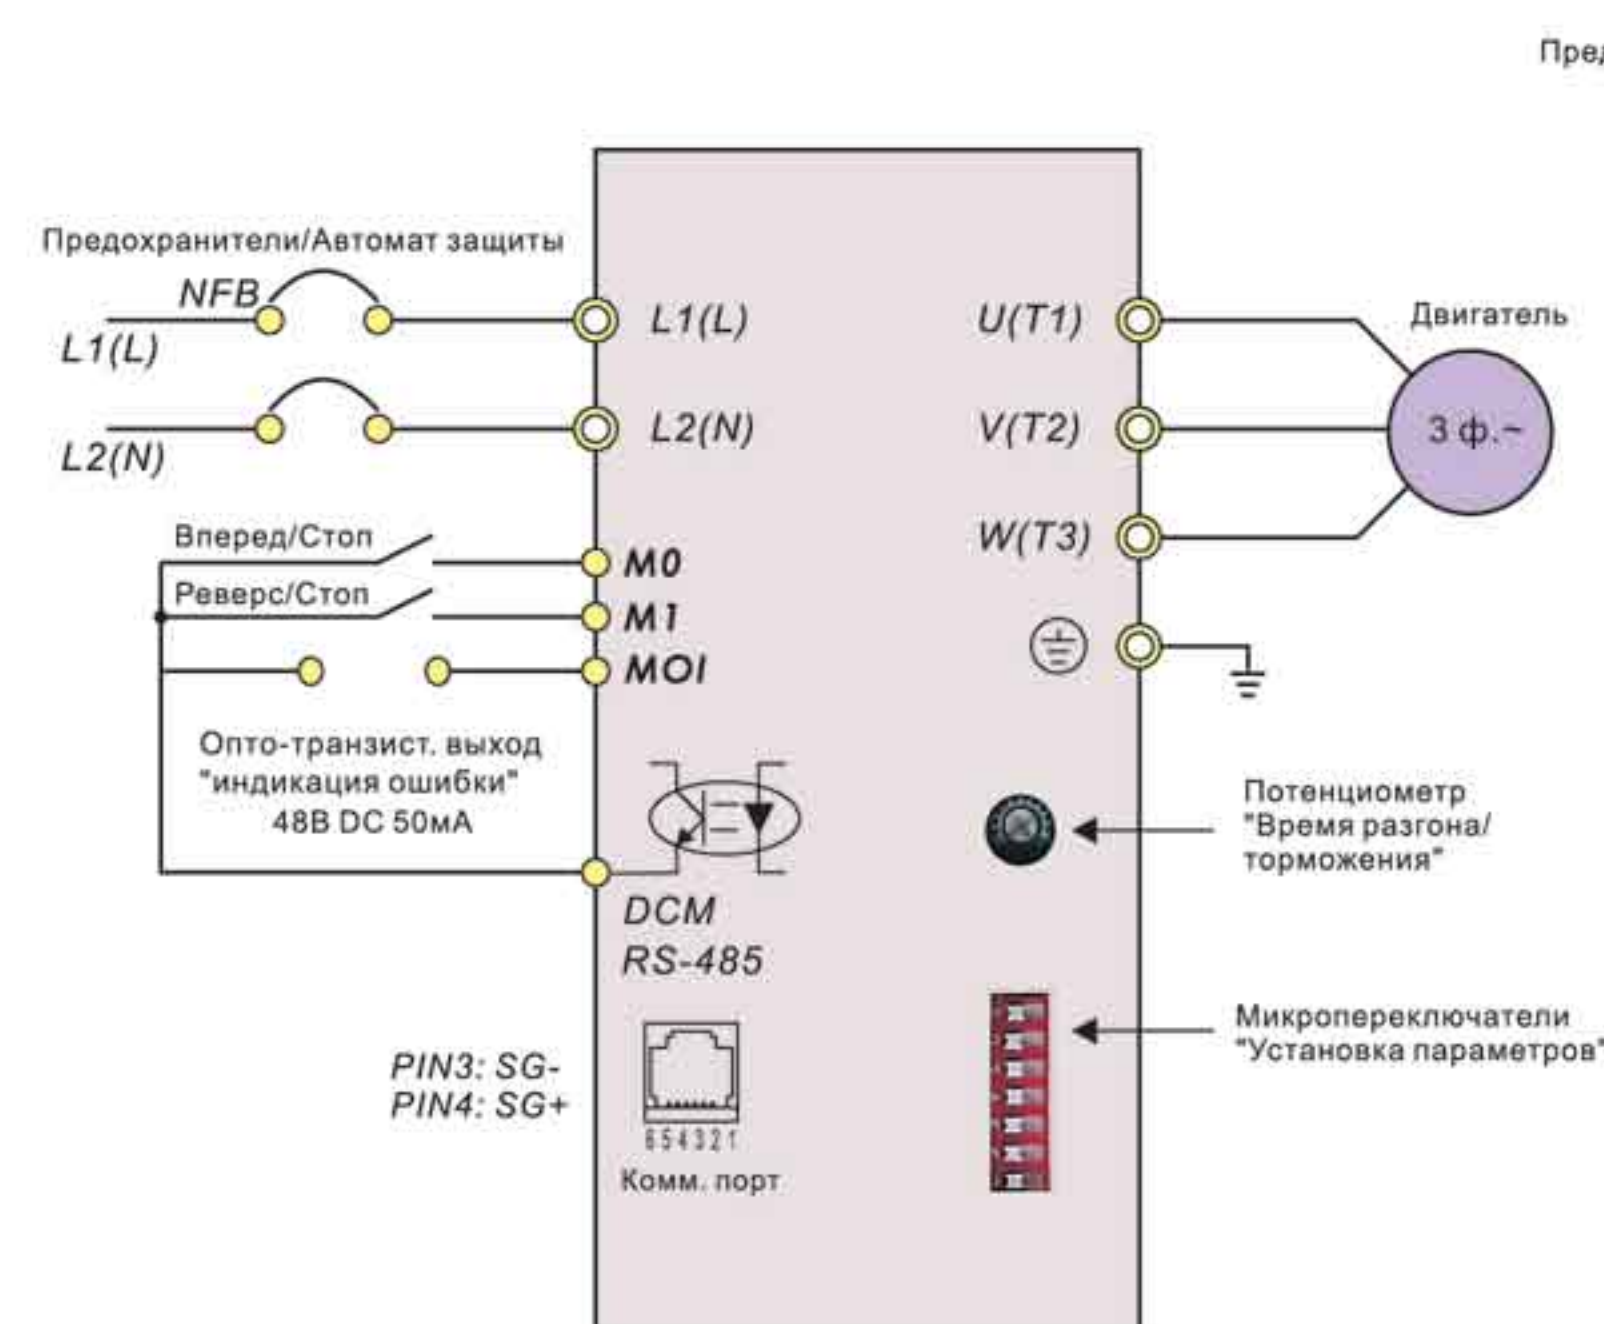 Пред
Предохранители/Автомат защиты
NFB
L1(L)
L2(N)
L1(L)
L2(N)
U(T1)
V(T2)
W(T3)
Двигатель
3 ф.~
Вперед/Стоп
Реверс/Стоп
M0
M1
MOI
Опто-транзист. выход
"индикация ошибки"
48В DC 50мА
DCM
RS-485
PIN3: SG-
PIN4: SG+
654321
Комм. порт
Потенциометр
"Время разгона/
торможения"
Микропереключатели
"Установка параметров"